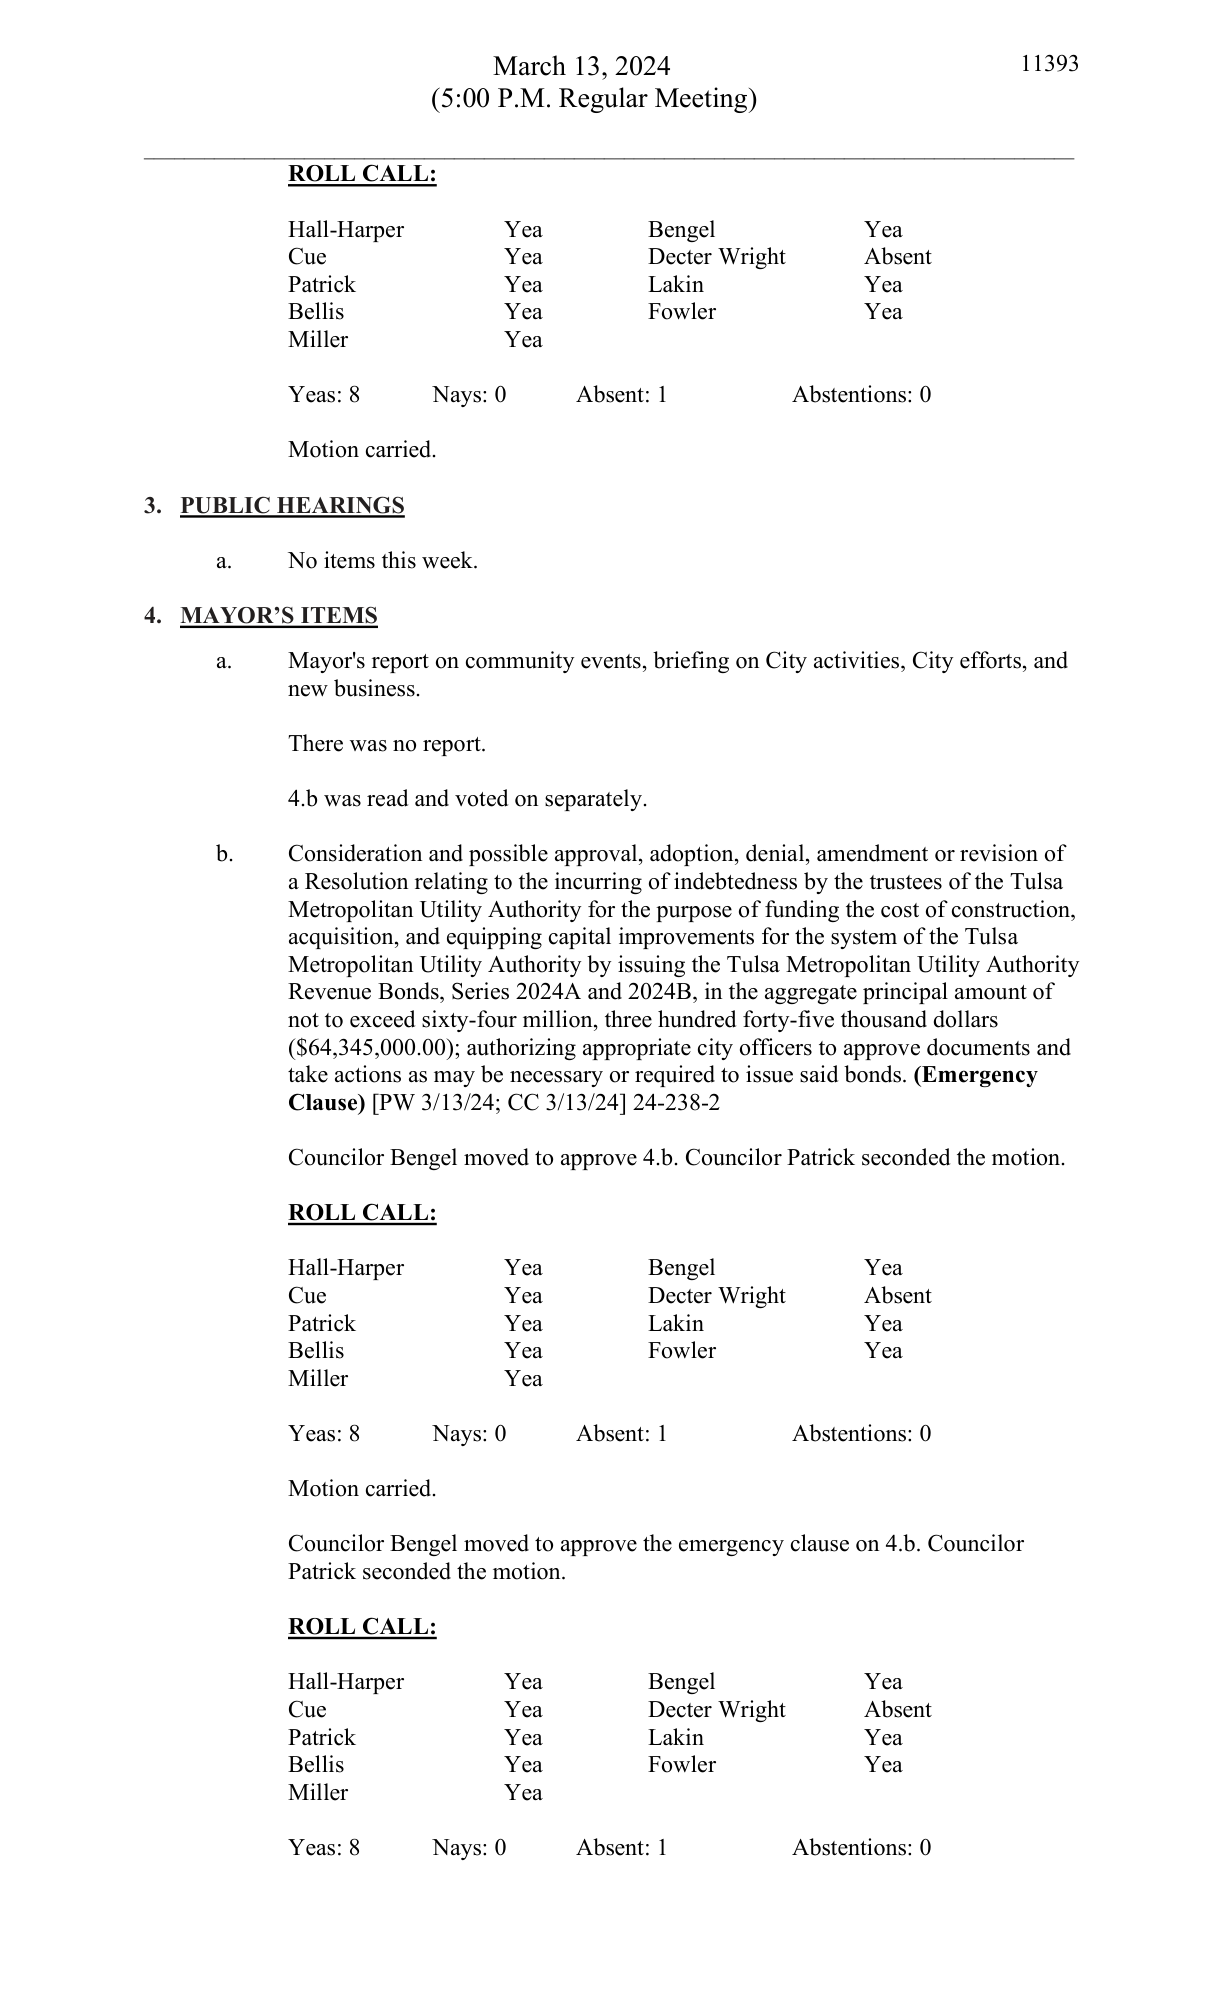 March 13, 2024 11393
(5:00 P.M. Regular Meeting)
ROLL CALL:
Hall-Harper Yea Bengel Yea
Cue Yea Decter Wright Absent
Patrick Yea Lakin Yea
Bellis Yea Fowler Yea
Miller Yea
Yeas: 8 Nays: 0 Absent: 1 Abstentions: 0
Motion carried.
3. PUBLIC HEARINGS
a. No items this week.
4. MAYOR’S ITEMS
a. Mayor's report on community events, briefing on City activities, City efforts, and
new business.
There was no report.
4.b was read and voted on separately.
b. Consideration and possible approval, adoption, denial, amendment or revision of
a Resolution relating to the incurring of indebtedness by the trustees of the Tulsa
Metropolitan Utility Authority for the purpose of funding the cost of construction,
acquisition, and equipping capital improvements for the system of the Tulsa
Metropolitan Utility Authority by issuing the Tulsa Metropolitan Utility Authority
Revenue Bonds, Series 2024A and 2024B, in the aggregate principal amount of
not to exceed sixty-four million, three hundred forty-five thousand dollars
($64,345,000.00); authorizing appropriate city officers to approve documents and
take actions as may be necessary or required to issue said bonds. (Emergency
Clause) [PW 3/13/24; CC 3/13/24] 24-238-2
Councilor Bengel moved to approve 4.b. Councilor Patrick seconded the motion.
ROLL CALL:
Hall-Harper Yea Bengel Yea
Cue Yea Decter Wright Absent
Patrick Yea Lakin Yea
Bellis Yea Fowler Yea
Miller Yea
Yeas: 8 Nays: 0 Absent: 1 Abstentions: 0
Motion carried.
Councilor Bengel moved to approve the emergency clause on 4.b. Councilor
Patrick seconded the motion.
ROLL CALL:
Hall-Harper Yea Bengel Yea
Cue Yea Decter Wright Absent
Patrick Yea Lakin Yea
Bellis Yea Fowler Yea
Miller Yea
Yeas: 8 Nays: 0 Absent: 1 Abstentions: 0